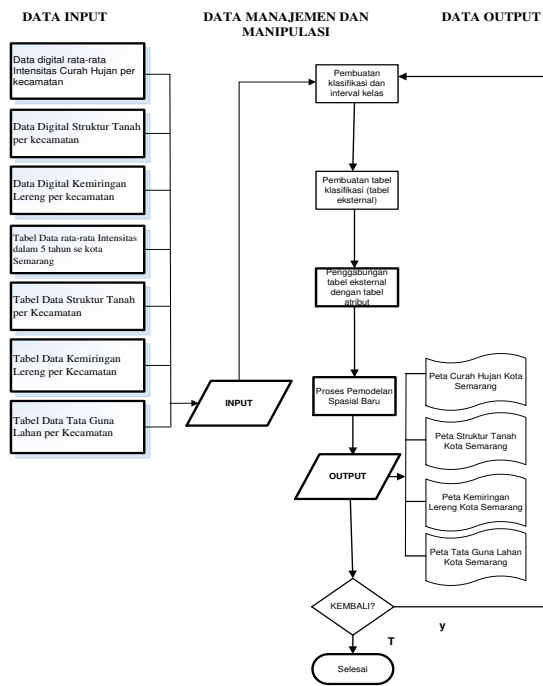 DATA INPUT
DATA MANAJEMEN DAN
MANIPULASI
DATA OUTPUT
Data digital rata-rata
Intensitas Curah Hujan per
kecamatan
Data Digital Struktur Tanah
per kecamatan
Data Digital Kemiringan
Lereng per kecamatan
Tabel Data rata-rata Intensitas
dalam 5 tahun se kota
Semarang
Tabel Data Struktur Tanah
per Kecamatan
Tabel Data Kemiringan
Lereng per Kecamatan
Tabel Data Tata Guna
Lahan per Kecamatan
INPUT
Pembuatan
klasifikasi dan
interval kelas
Pembuatan tabel
klasifikasi (tabel
eksternal)
Penggabungan
tabel eksternal
dengan tabel
atribut
Proses Pemodelan
Spasial Baru
OUTPUT
Peta Curah Hujan Kota
Semarang
Peta Struktur Tanah
Kota Semarang
Peta Kemiringan
Lereng Kota Semarang
Peta Tata Guna Lahan
Kota Semarang
KEMBALI?
y
T
Selesai